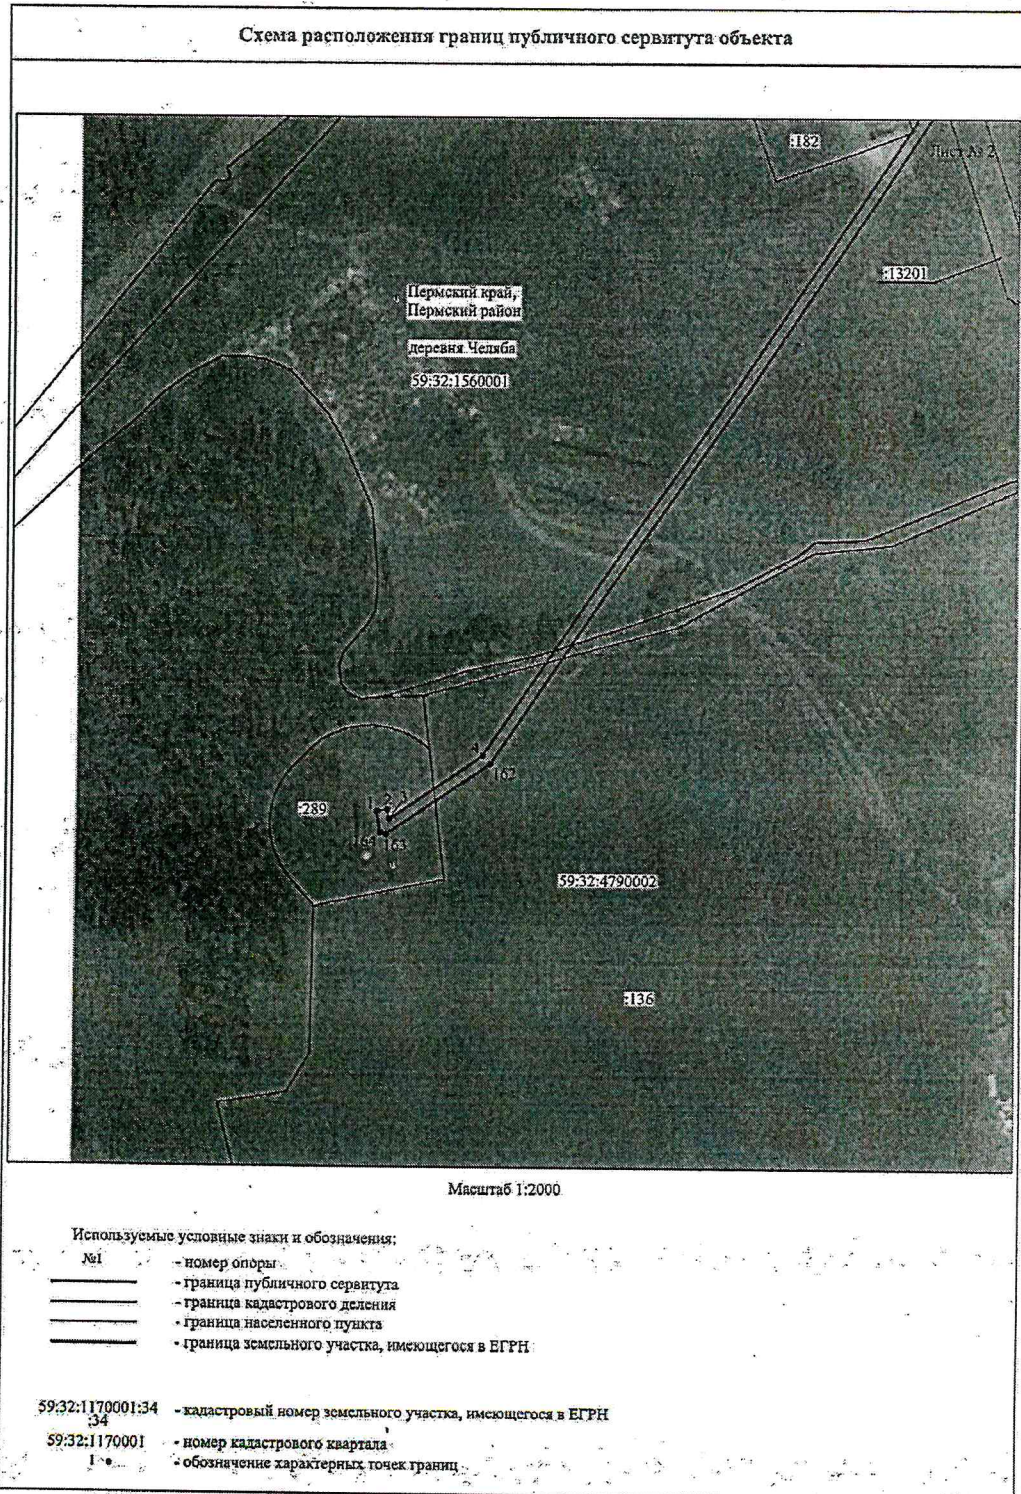 Схема расположения границ публичного сервитута объекта
:182
Лист № 2
:13201
Пермский край,
Пермский район
деревня Челяба
59:32:1560001
4
162
1 2 3
:289
164 163
59:32:4790002
:136
Масштаб 1:2000
Используемые условные знаки и обозначения:
№1 - номер опоры
- граница публичного сервитута
- граница кадастрового деления
- граница населенного пункта
- граница земельного участка, имеющегося в ЕГРН
59:32:1170001:34 - кадастровый номер земельного участка, имеющегося в ЕГРН
:34
59:32:1170001 - номер кадастрового квартала
1 • - обозначение характерных точек границ